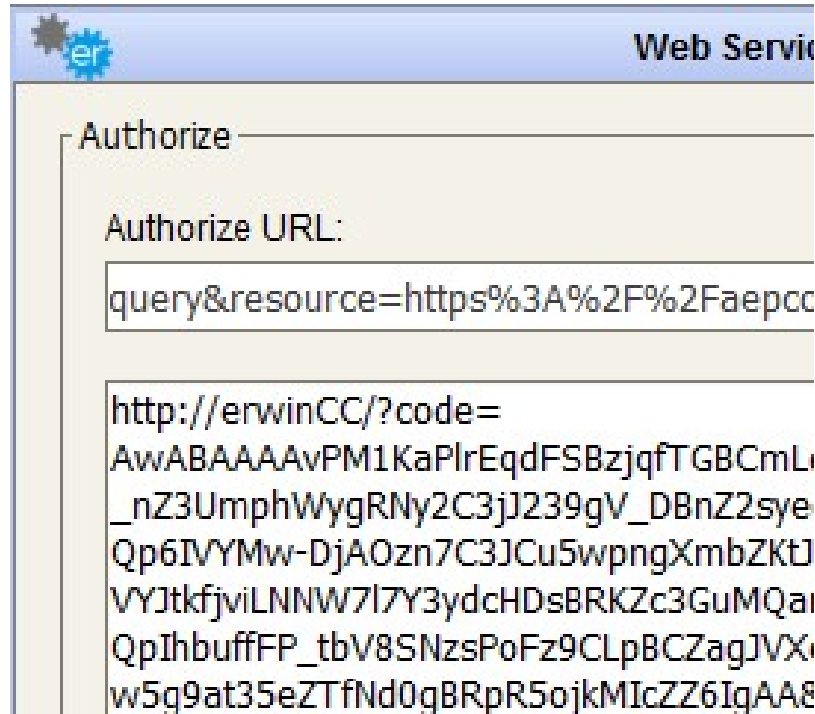 er
Web Servic
Authorize
Authorize URL:
query&resource=https%3A%2F%2Faepcc
http://erwinCC/?code=
AwABAAAAvPM1KaPlrEqdFSBzjqfTGBCmL
_nZ3UmphWygRNy2C3jJ239gV_DBnZ2sye
Qp6IVYMw-DjAOzn7C3JCu5wpngXmbZKtJ
VYJtkfjviLNNW7l7Y3ydcHDsBRKZc3GuMQa
QpIhbuffFP_tbV8SNzsPoFz9CLpBCZagJVX
w5g9at35eZTfNd0gBRpR5ojkMIcZZ6IgAA&